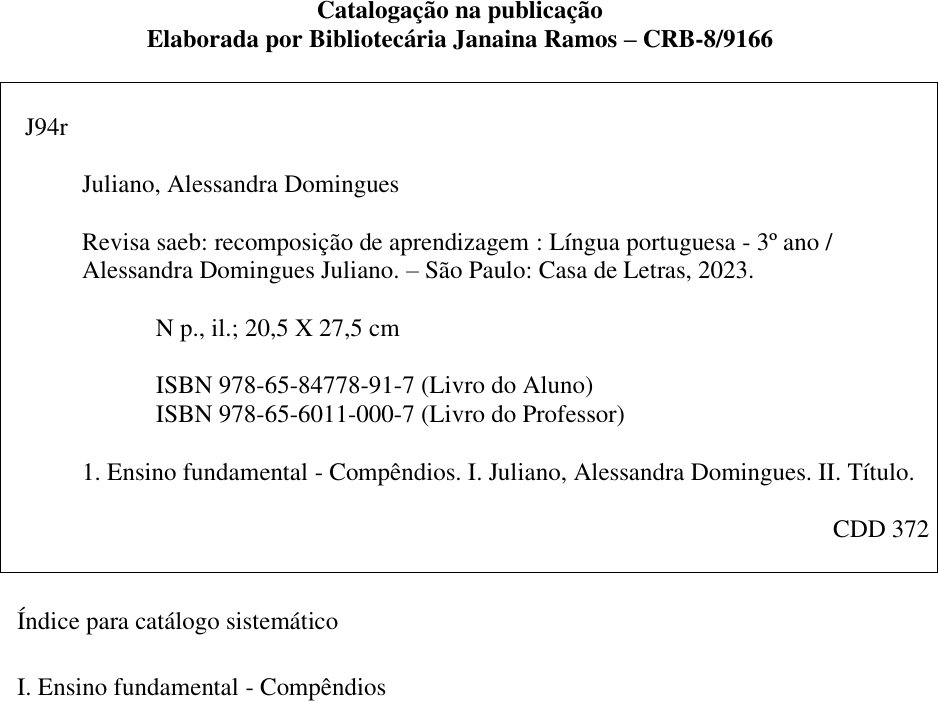 Catalogação na publicação
Elaborada por Bibliotecária Janaina Ramos – CRB-8/9166
J94r
Juliano, Alessandra Domingues
Revisa saeb: recomposição de aprendizagem : Língua portuguesa - 3º ano /
Alessandra Domingues Juliano. – São Paulo: Casa de Letras, 2023.
N p., il.; 20,5 X 27,5 cm
ISBN 978-65-84778-91-7 (Livro do Aluno)
ISBN 978-65-6011-000-7 (Livro do Professor)
1. Ensino fundamental - Compêndios. I. Juliano, Alessandra Domingues. II. Título.
CDD 372
Índice para catálogo sistemático
I. Ensino fundamental - Compêndios